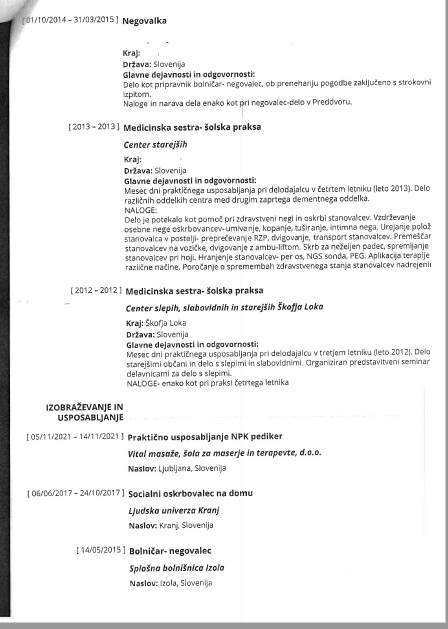 [01/10/2014 – 31/03/2015] Negovalka
Kraj:
Država: Slovenija
Glavne dejavnosti in odgovornosti:
Delo kot pripravnik bolničar- negovalec, ob prenehanju pogodbe zaključeno s strokovni
izpitom.
Naloge in narava dela enako kot pri negovalec-delo v Preddvoru.
[ 2013 – 2013 ] Medicinska sestra- šolska praksa
Center starejših
Kraj:
Država: Slovenija
Glavne dejavnosti in odgovornosti:
Mesec dni praktičnega usposabljanja pri delodajalcu v četrtem letniku (leto 2013). Delo
različnih oddelkih centra med drugim zaprtega dementnega oddelka.
NALOGE:
Delo je potekalo kot pomoč pri zdravstveni negi in oskrbi stanovalcev. Vzdrževanje
osebne nege oskrbovancev- umivanje, kopanje, tuširanje, intimna nega. Urejanje polož
stanovalca v postelji- preprečevanje RZP, dvigovanje, transport stanovalcev. Premeščar
stanovalcev na vozičke, dvigovanje z ambu-liftom. Skrb za neželjen padec, spremljanje
stanovalcev pri hoji. Hranjenje stanovalcev- per os, NGS sonda, PEG. Aplikacija terapije
različne načine. Poročanje o spremembah zdravstvenega stanja stanovalcev nadrejeni
[ 2012 – 2012 ] Medicinska sestra- šolska praksa
Center slepih, slabovidnih in starejših Škofja Loka
Kraj: Škofja Loka
Država: Slovenija
Glavne dejavnosti in odgovornosti:
Mesec dni praktičnega usposabljanja pri delodajalcu v tretjem letniku (leto 2012). Delo
starejšimi občani in delo s slepimi in slabovidnimi. Organiziran predstavitveni seminar
delavnicami za delo s slepimi.
NALOGE- enako kot pri praksi četrtega letnika
IZOBRAŽEVANJE IN
USPOSABLJANJE
[ 05/11/2021 – 14/11/2021 ] Praktično usposabljanje NPK pediker
Vital masaže, šola za maserje in terapevte, d.o.o.
Naslov: Ljubljana, Slovenija
[ 06/06/2017 – 24/10/2017 ] Socialni oskrbovalec na domu
Ljudska univerza Kranj
Naslov: Kranj, Slovenija
[ 14/05/2015 ] Bolničar- negovalec
Splošna bolnišnica Izola
Naslov: Izola, Slovenija